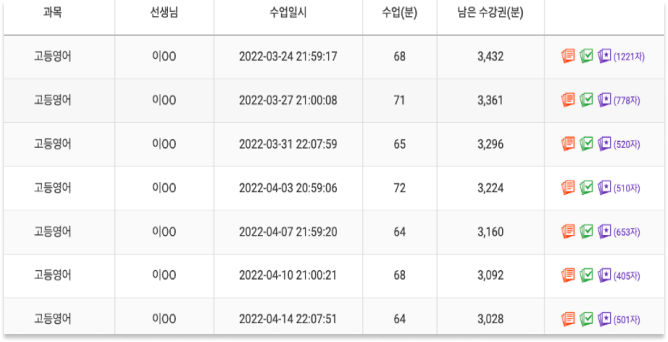 과목 선생님 수업일시 수업(분) 남은 수강권(분)
고등영어 이OO 2022-03-24 21:59:17 68 3,432 (1221자)
고등영어 이OO 2022-03-27 21:00:08 71 3,361 (778자)
고등영어 이OO 2022-03-31 22:07:59 65 3,296 (520자)
고등영어 이OO 2022-04-03 20:59:06 72 3,224 (510자)
고등영어 이OO 2022-04-07 21:59:20 64 3,160 (653자)
고등영어 이OO 2022-04-10 21:00:21 68 3,092 (405자)
고등영어 이OO 2022-04-14 22:07:51 64 3,028 (501자)